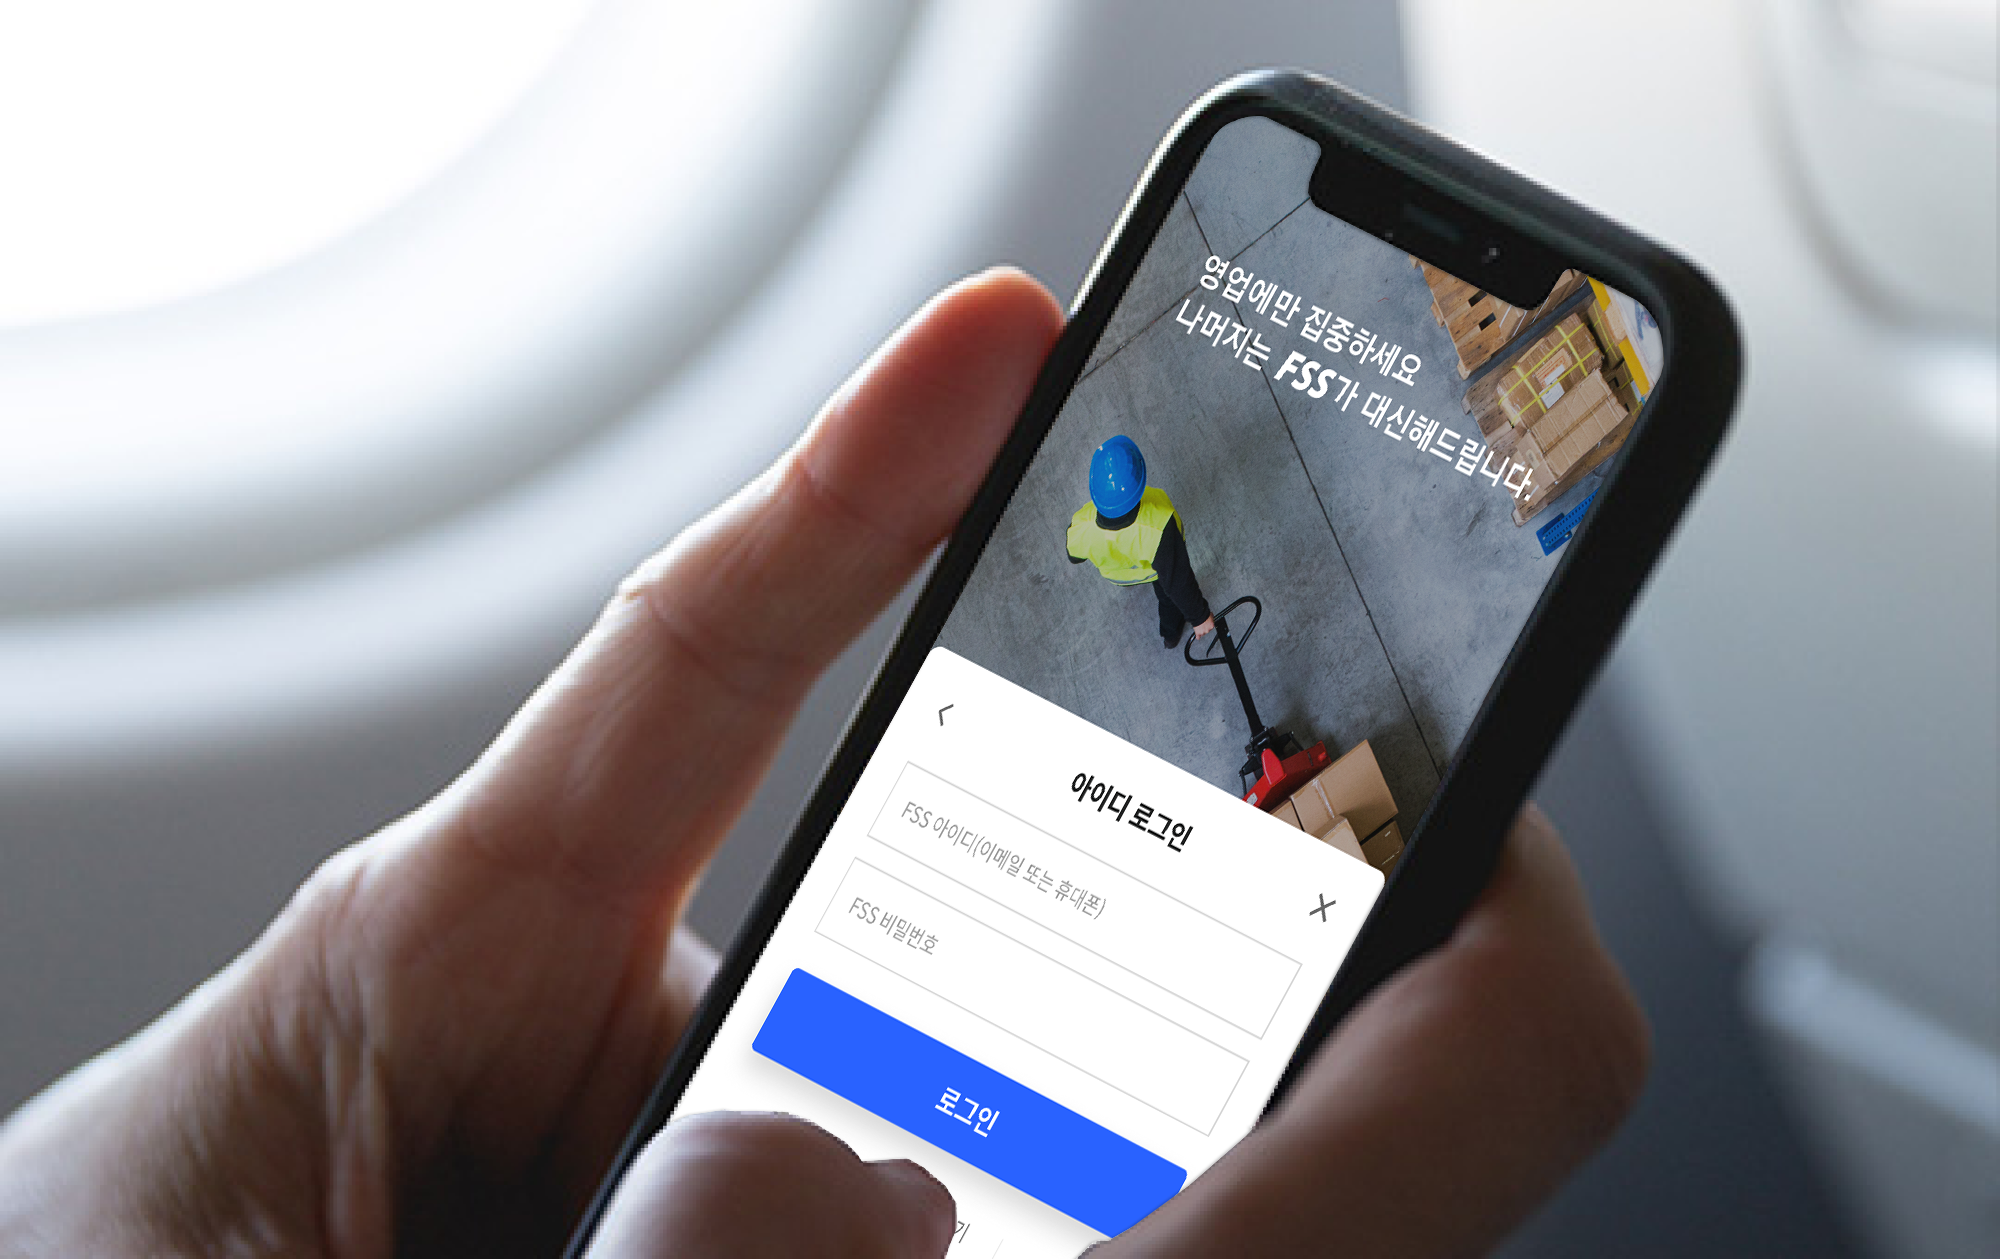 영업에만 집중하세요
나머지는 FSS가 대신해드립니다.
아이디 로그인
FSS 아이디(이메일 또는 휴대폰)
FSS 비밀번호
로그인